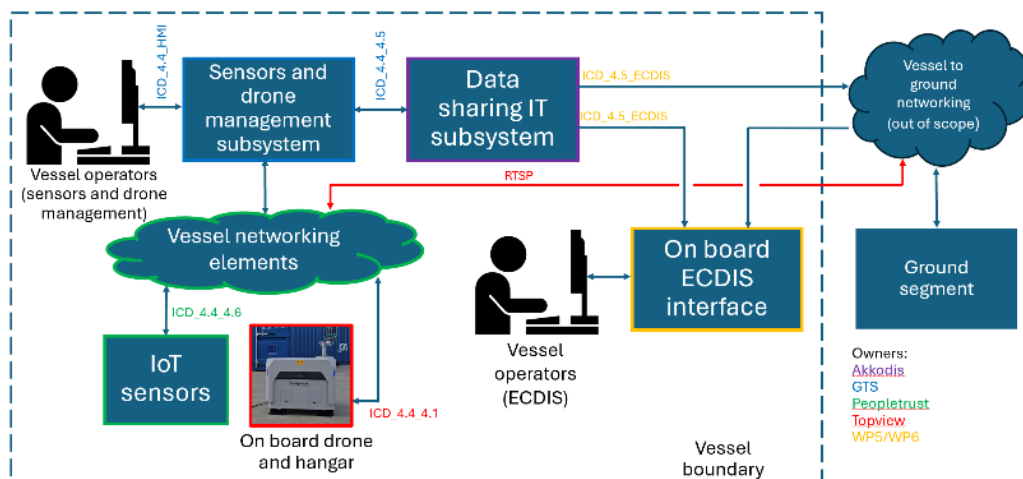 ICD_4.4_HMI
Sensors and
drone
management
subsystem
ICD_4.4_4.5
Data
sharing IT
subsystem
ICD_4.5_ECDIS
ICD_4.5_ECDIS
Vessel
to
ground
networking
(out of scope)
Vessel operators
(sensors and drone
management)
RTSP
Vessel networking
elements
On board
ECDIS
interface
Ground
segment
ICD_4.4_4.6
IoT
sensors
ICD_4.4_4.1
On board drone
and hangar
Vessel
operators
(ECDIS)
Vessel
boundary
Owners:
Akkodis
GTS
Peopletrust
Topview
WP5/WP6